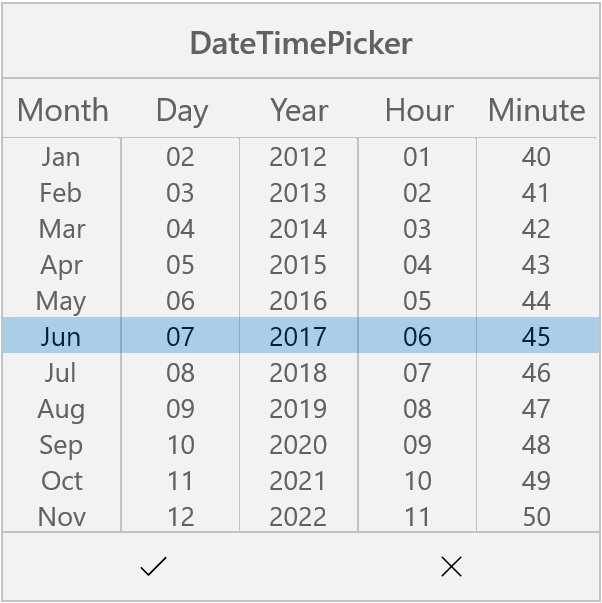 DateTimePicker
Month Day Year Hour Minute
Jan 02 2012 01 40
Feb 03 2013 02 41
Mar 04 2014 03 42
Apr 05 2015 04 43
May 06 2016 05 44
Jun 07 2017 06 45
Jul 08 2018 07 46
Aug 09 2019 08 47
Sep 10 2020 09 48
Oct 11 2021 10 49
Nov 12 2022 11 50